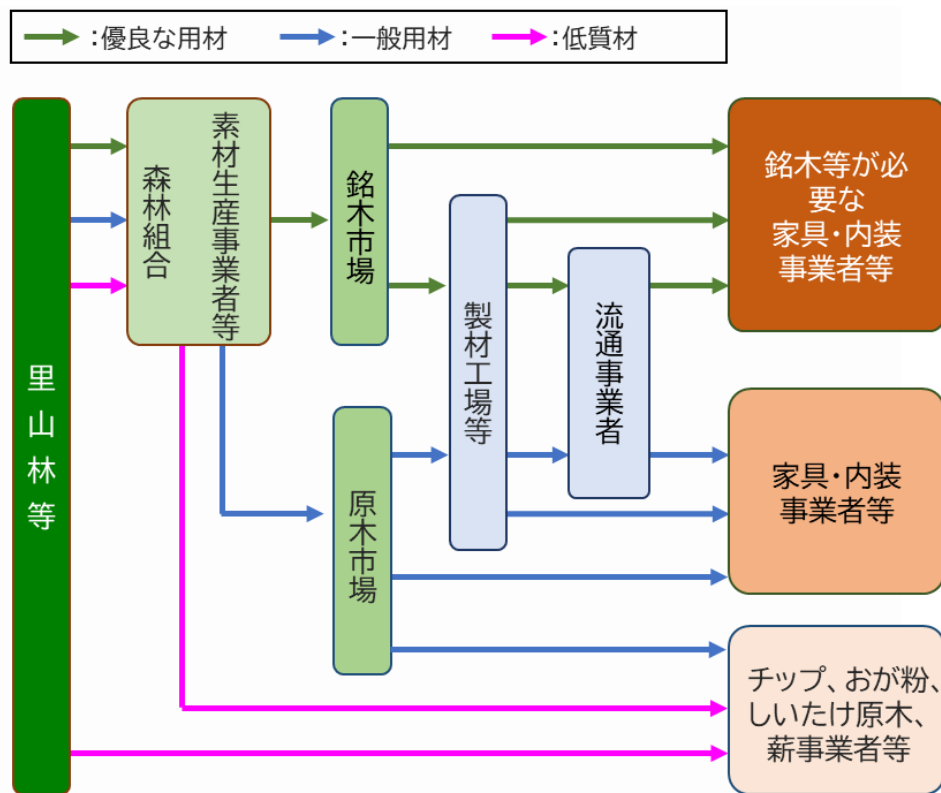 :優良な用材
:一般用材
:低質材
里山林等
森林組合
素材生産事業者等
銘木市場
原木市場
製材工場等
流通事業者
銘木等が必
要な
家具・内装
事業者等
家具・内装
事業者等
チップ、おが粉、
しいたけ原木、
薪事業者等